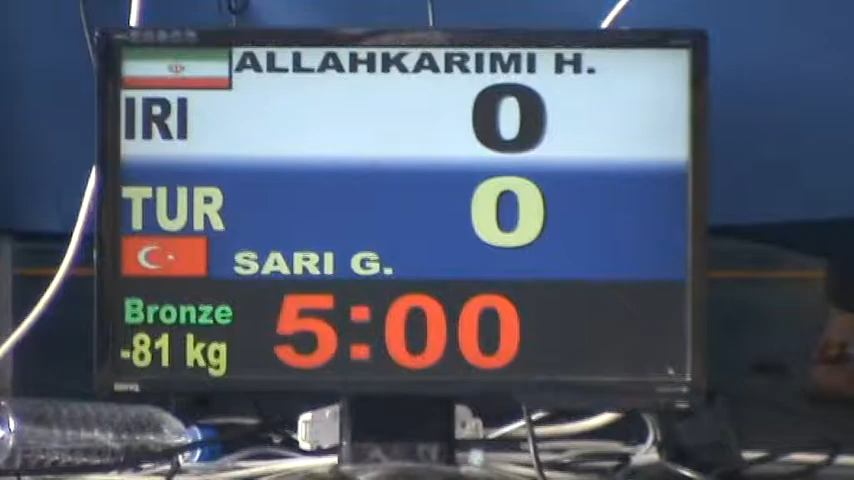 ALLAHKARIMI H.
IRI 0
TUR 0
SARI G.
Bronze 5:00
-81 kg